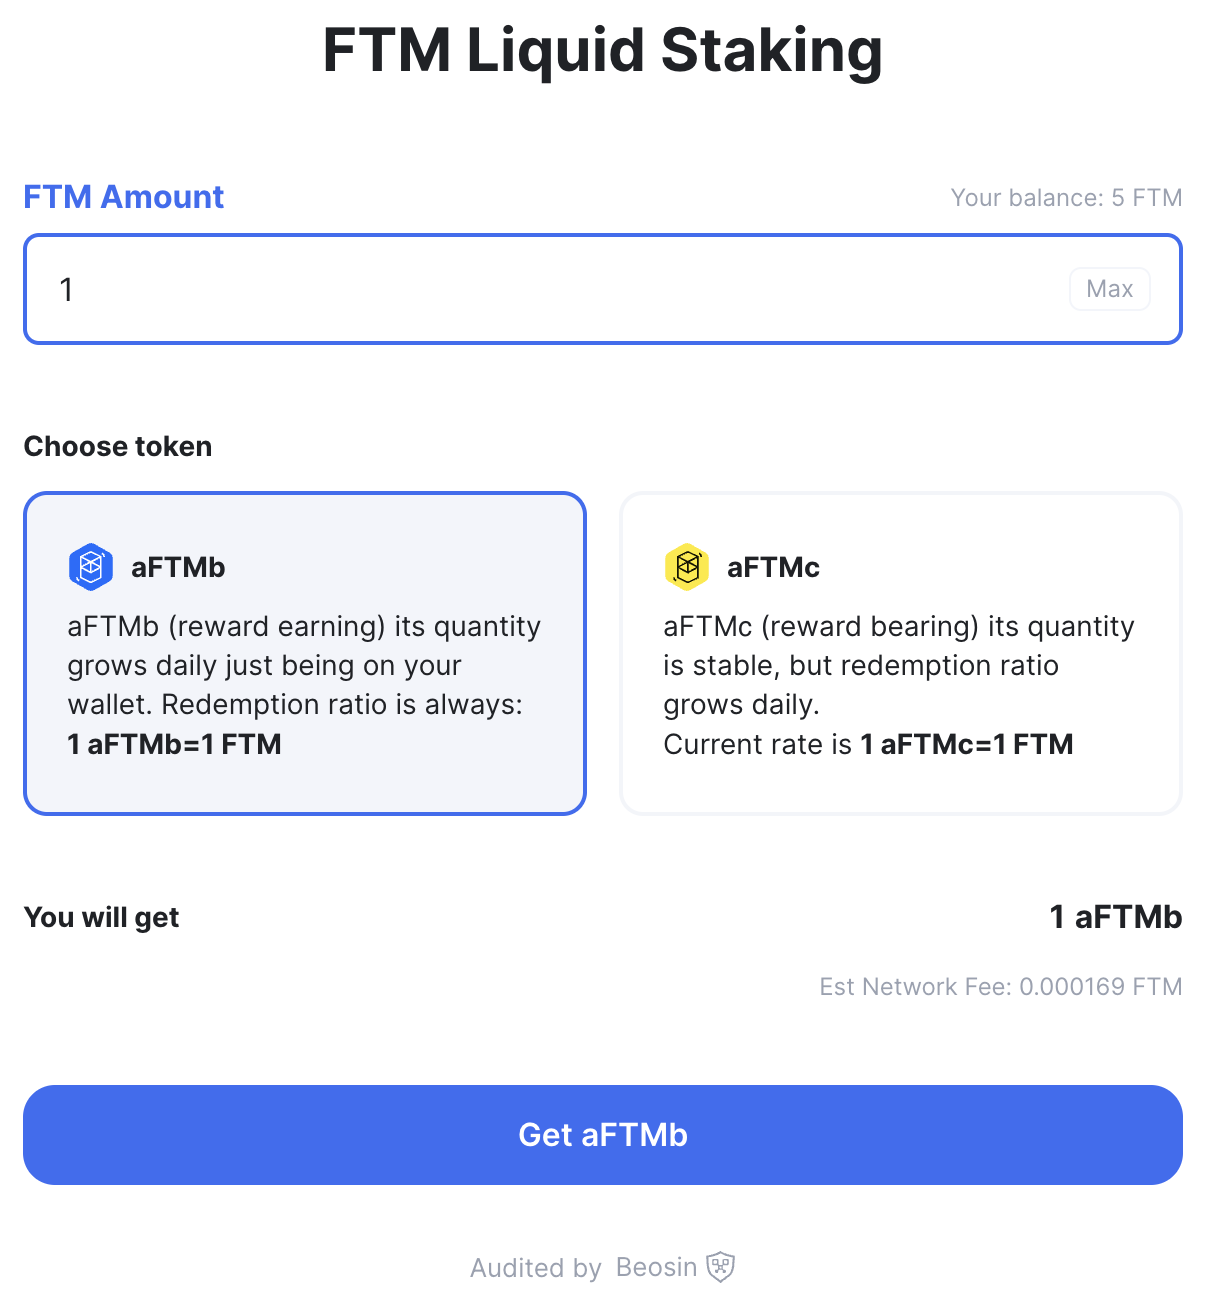 FTM Liquid Staking
FTM Amount
Your balance: 5 FTM
1
Max
Choose token
aFTMb
aFTMb (reward earning) its quantity
grows daily just being on your
wallet. Redemption ratio is always:
1 aFTMb=1 FTM
aFTMc
aFTMc (reward bearing) its quantity
is stable, but redemption ratio
grows daily.
Current rate is 1 aFTMc=1 FTM
You will get
1 aFTMb
Est Network Fee: 0.000169 FTM
Get aFTMb
Audited by Beosin